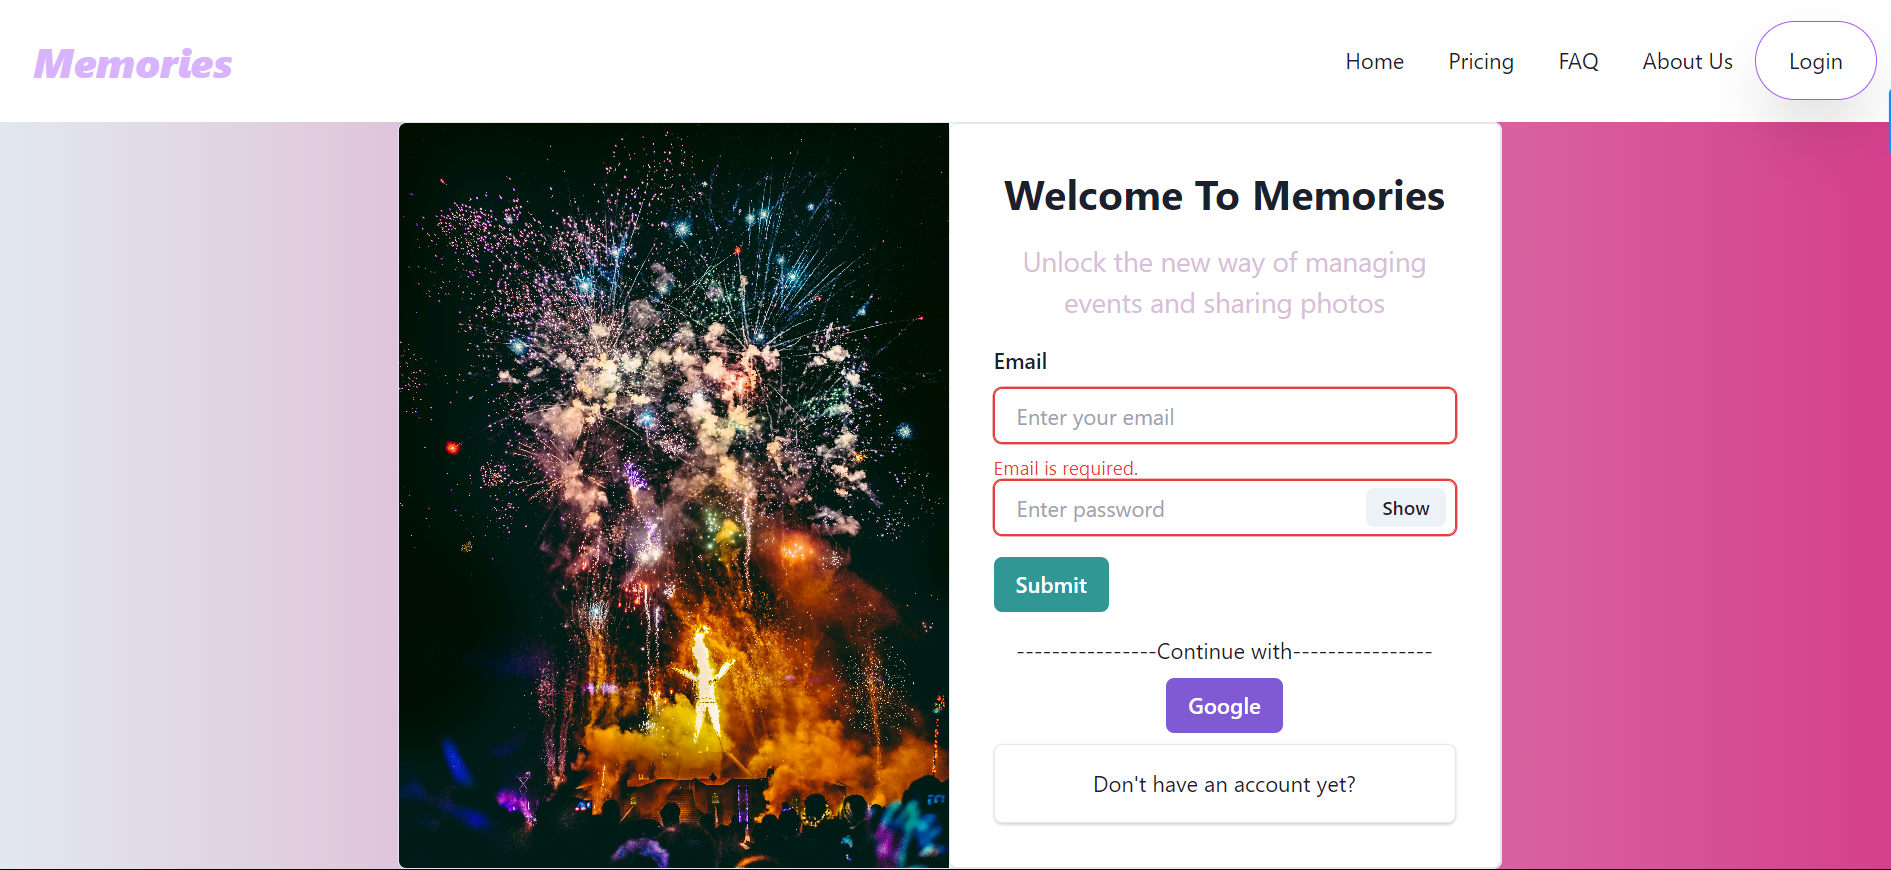 Memories
Home Pricing FAQ About Us Login
Welcome To Memories
Unlock the new way of managing
events and sharing photos
Email
Enter your email
Email is required.
Enter password Show
Submit
----------------Continue with----------------
Google
Don't have an account yet?